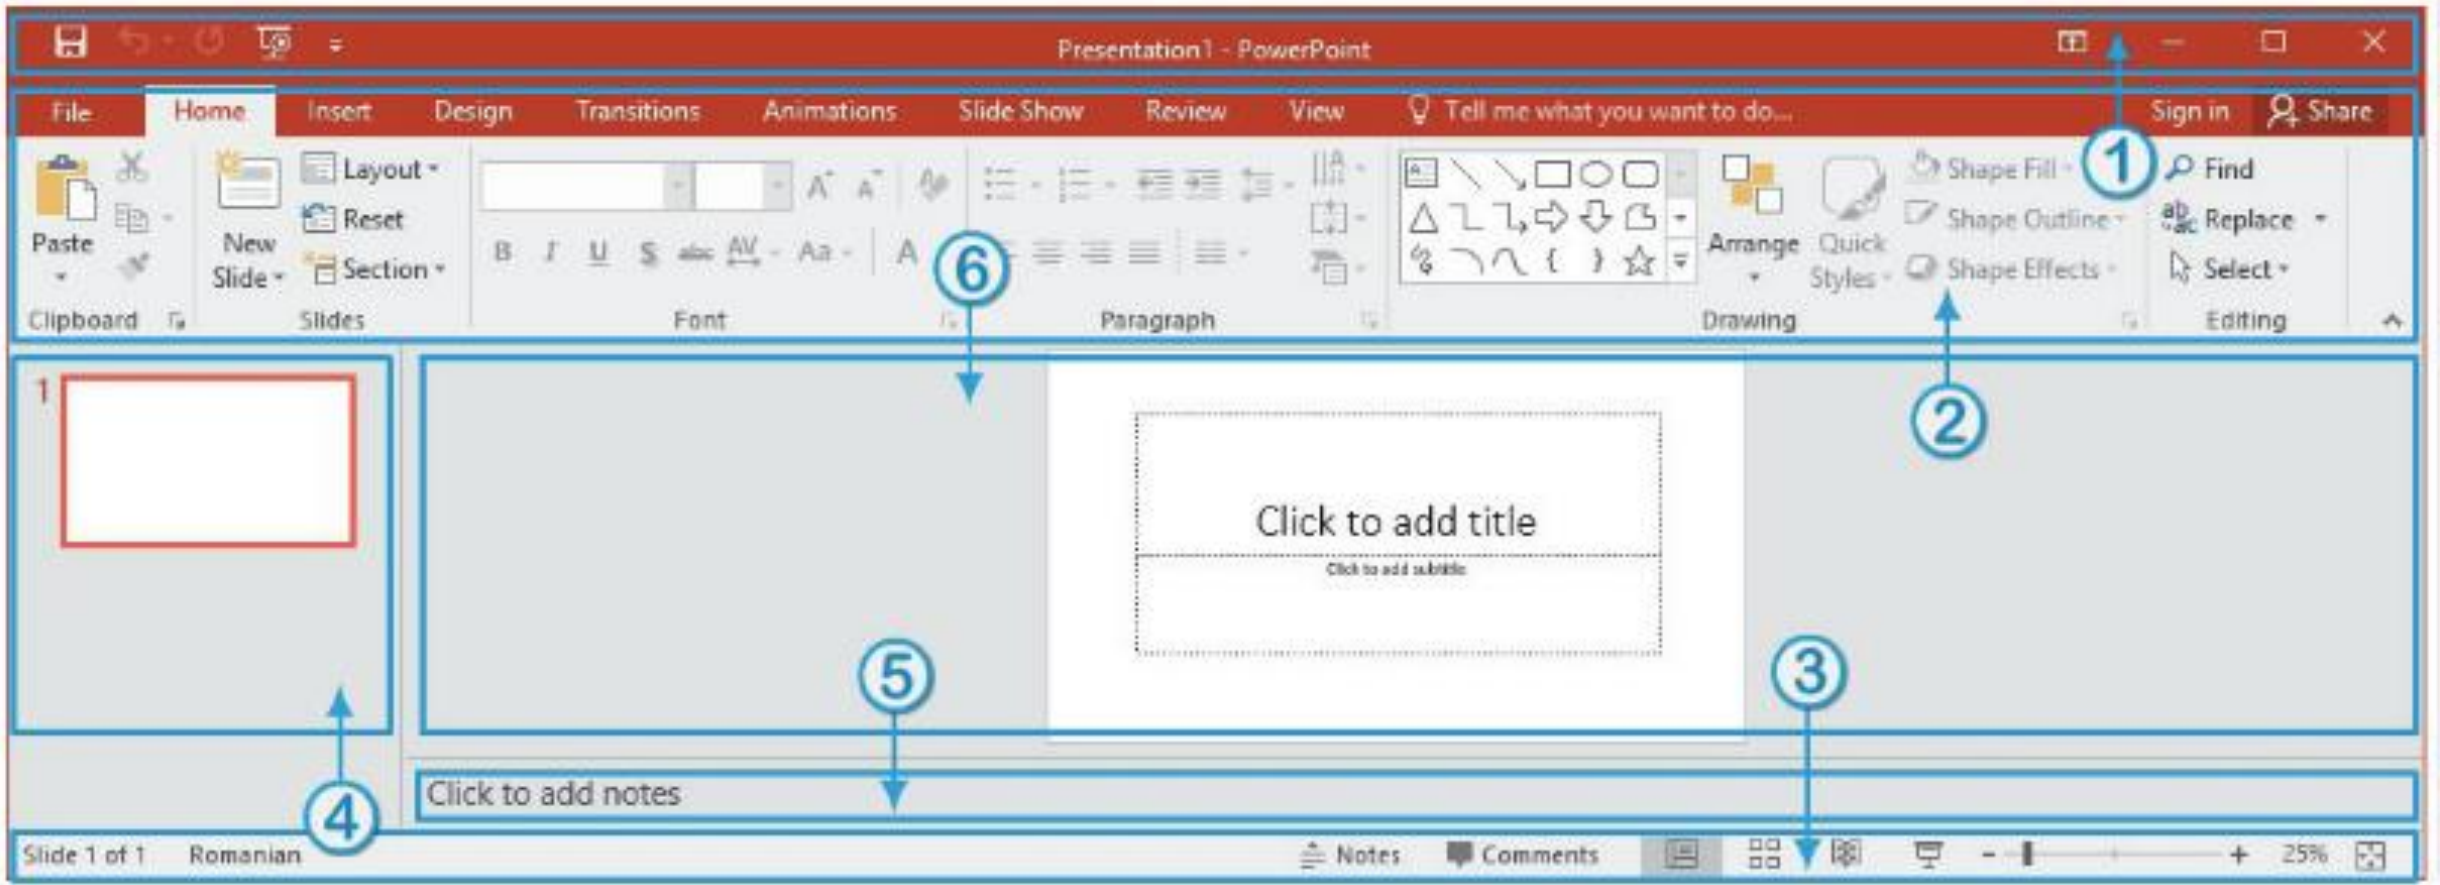 Presentation1 - PowerPoint
File Home Insert Design Transitions Animations Slide Show Review View Tell me what you want to do... Sign in Share
1
Paste
Clipboard
New
Slide
Layout
Reset
Section
Slides
B I U S abc AV Aa A
A A
Font
6
Paragraph
A
Arrange
Quick
Styles
Shape Fill
Shape Outline
Shape Effects
Drawing
Find
Replace
Select
Editing
2
1
Click to add title
Click to add subtitle
5
3
4
Click to add notes
Slide 1 of 1 Romanian Notes Comments - + 25%